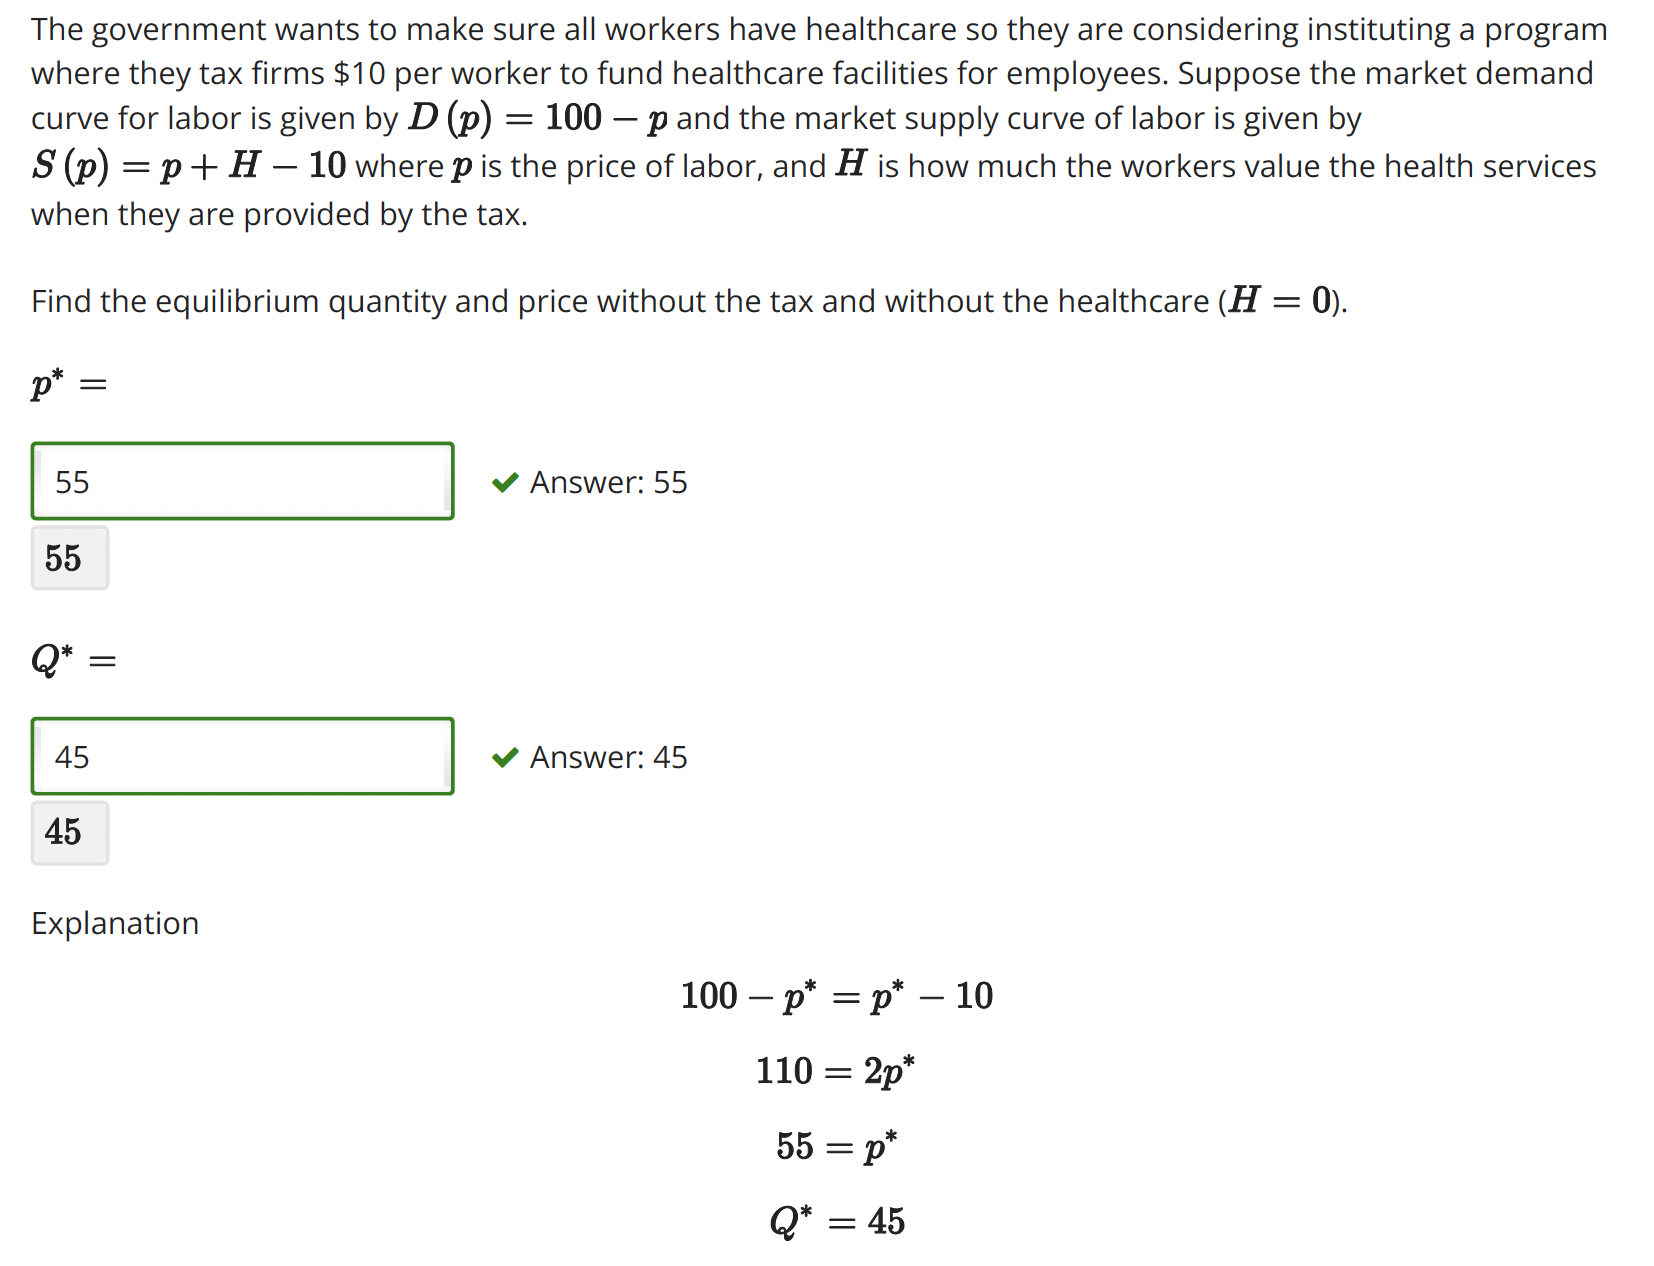 The government wants to make sure all workers have healthcare so they are considering instituting a program
where they tax firms $10 per worker to fund healthcare facilities for employees. Suppose the market demand
curve for labor is given by D (p) = 100 − p and the market supply curve of labor is given by
S (p) = p + H − 10 where p is the price of labor, and H is how much the workers value the health services
when they are provided by the tax.
Find the equilibrium quantity and price without the tax and without the healthcare (H = 0).
p* =
55 ✔ Answer: 55
55
Q* =
45 ✔ Answer: 45
45
Explanation
100 − p* = p* − 10
110 = 2p*
55 = p*
Q* = 45